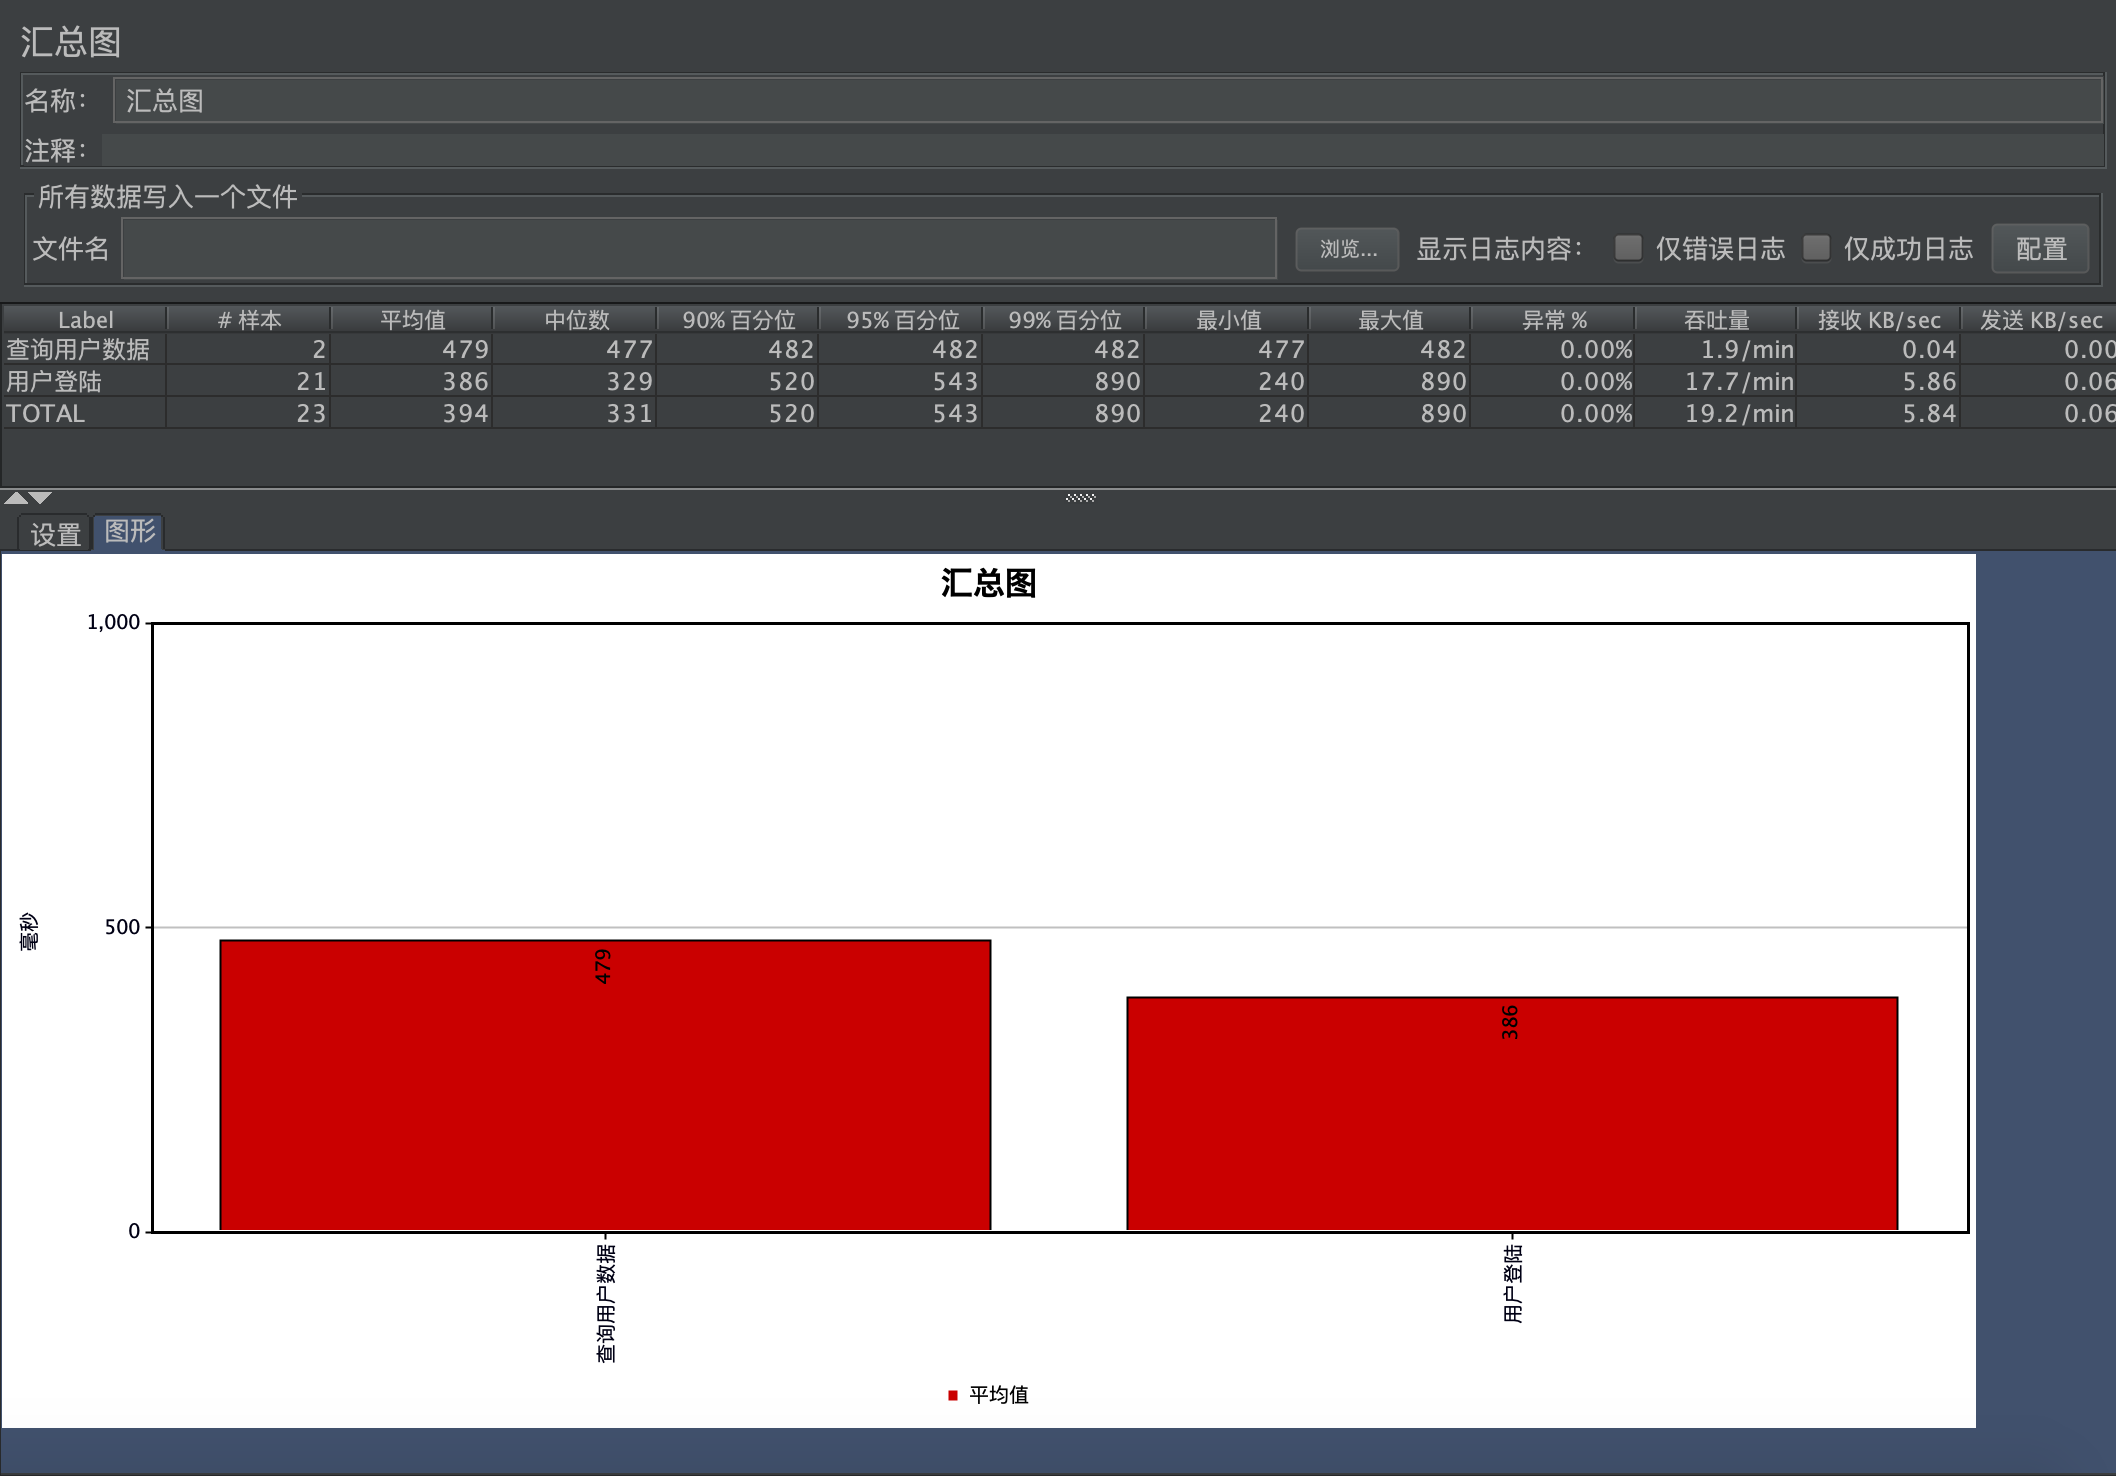 汇总图
名称： 汇总图
注释：
所有数据写入一个文件
文件名 浏览... 显示日志内容： 仅错误日志 仅成功日志 配置
Label # 样本 平均值 中位数 90% 百分位 95% 百分位 99% 百分位 最小值 最大值 异常 % 吞吐量 接收 KB/sec 发送 KB/sec
查询用户数据 2 479 477 482 482 482 477 482 0.00% 1.9/min 0.04 0.00
用户登陆 21 386 329 520 543 890 240 890 0.00% 17.7/min 5.86 0.06
TOTAL 23 394 331 520 543 890 240 890 0.00% 19.2/min 5.84 0.06
设置 图形
汇总图
1,000
500
0
毫秒
479
386
查询用户数据
用户登陆
平均值